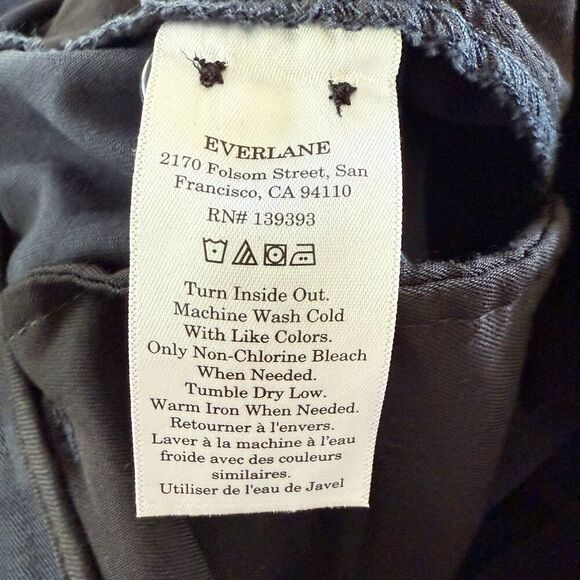 EVERLANE
2170 Folsom Street, San
Francisco, CA 94110
RN# 139393
Turn Inside Out.
Machine Wash Cold
With Like Colors.
Only Non-Chlorine Bleach
When Needed.
Tumble Dry Low.
Warm Iron When Needed.
Retourner à l'envers.
Laver à la machine à l'eau
froide avec des couleurs
similaires.
Utiliser de l'eau de Javel